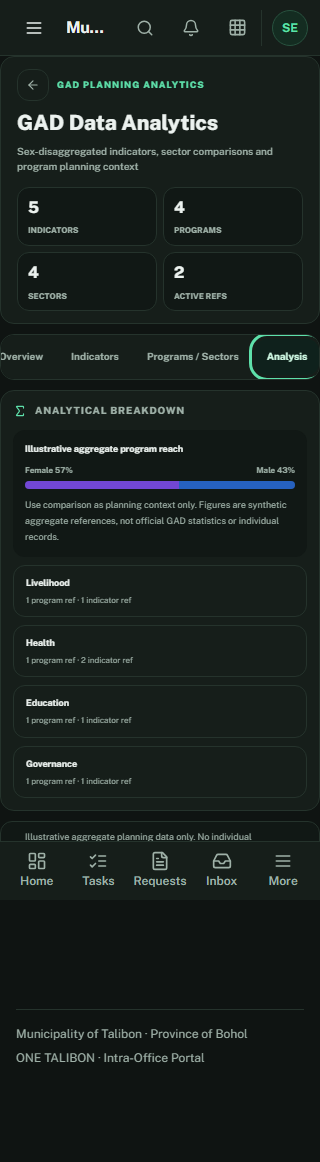 Mu...
SE
GAD PLANNING ANALYTICS
GAD Data Analytics
Sex-disaggregated indicators, sector comparisons and
program planning context
5
INDICATORS
4
PROGRAMS
4
SECTORS
2
ACTIVE REFS
Overview
Indicators
Programs / Sectors
Analysis
ANALYTICAL BREAKDOWN
Illustrative aggregate program reach
Female 57%
Male 43%
Use comparison as planning context only. Figures are synthetic
aggregate references, not official GAD statistics or individual
records.
Livelihood
1 program ref · 1 indicator ref
Health
1 program ref · 2 indicator ref
Education
1 program ref · 1 indicator ref
Governance
1 program ref · 1 indicator ref
Illustrative aggregate planning data only. No individual
Home
Tasks
Requests
Inbox
More
Municipality of Talibon · Province of Bohol
ONE TALIBON · Intra-Office Portal